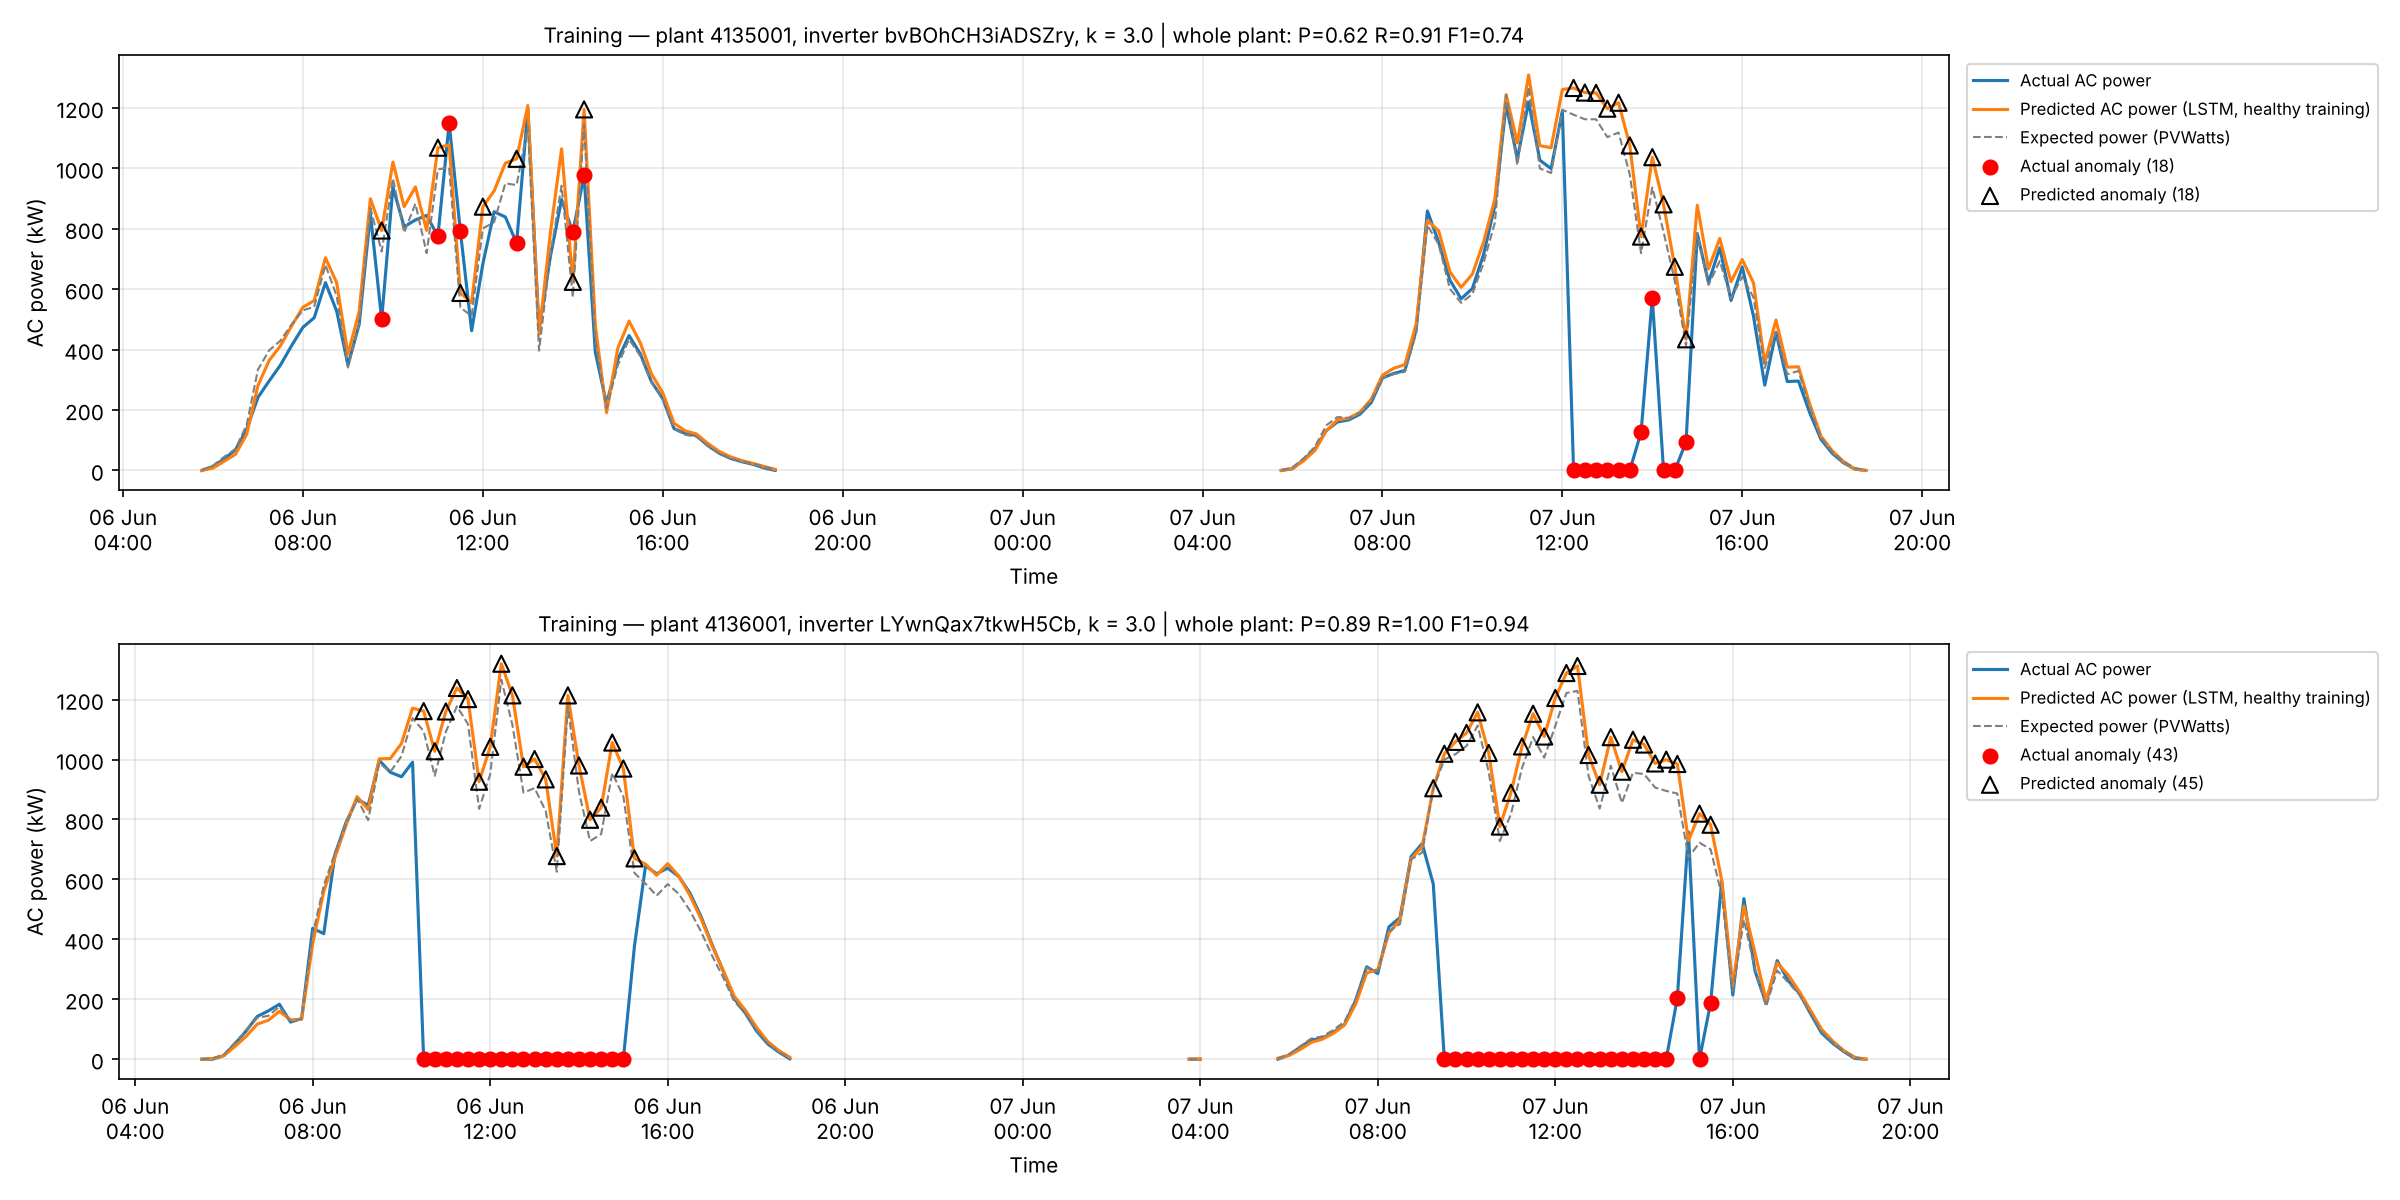 Training — plant 4135001, inverter bvBOhCH3iADSZry, k = 3.0 | whole plant: P=0.62 R=0.91 F1=0.74
AC power (kW)
1200
1000
800
600
400
200
0
06 Jun 06 Jun 06 Jun 06 Jun 06 Jun 07 Jun 07 Jun 07 Jun 07 Jun 07 Jun 07 Jun
04:00 08:00 12:00 16:00 20:00 00:00 04:00 08:00 12:00 16:00 20:00
Time
Actual AC power
Predicted AC power (LSTM, healthy training)
Expected power (PVWatts)
Actual anomaly (18)
Predicted anomaly (18)
Training — plant 4136001, inverter LYwnQax7tkwH5Cb, k = 3.0 | whole plant: P=0.89 R=1.00 F1=0.94
AC power (kW)
1200
1000
800
600
400
200
0
06 Jun 06 Jun 06 Jun 06 Jun 06 Jun 07 Jun 07 Jun 07 Jun 07 Jun 07 Jun 07 Jun
04:00 08:00 12:00 16:00 20:00 00:00 04:00 08:00 12:00 16:00 20:00
Time
Actual AC power
Predicted AC power (LSTM, healthy training)
Expected power (PVWatts)
Actual anomaly (43)
Predicted anomaly (45)